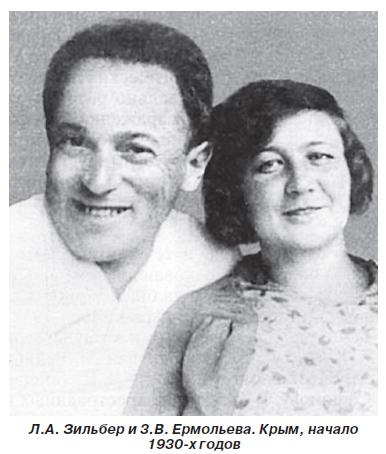 Л.А. Зильбер и З.В. Ермольева. Крым, начало
1930-х годов